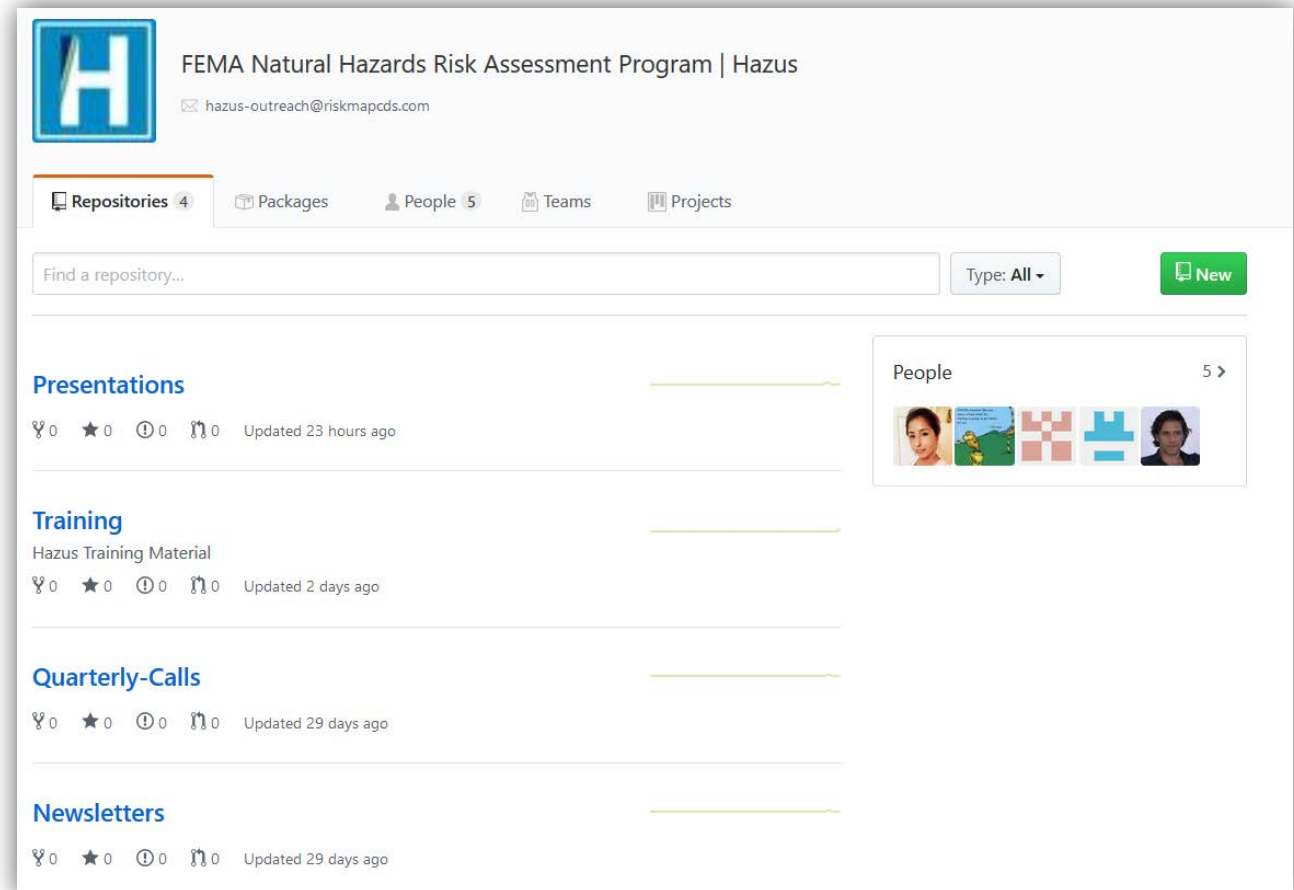 H
FEMA Natural Hazards Risk Assessment Program | Hazus
hazus-outreach@riskmapcds.com
Repositories 4 Packages People 5 Teams Projects
Find a repository... Type: All New
Presentations
0 0 0 0 Updated 23 hours ago
People 5
Training
Hazus Training Material
0 0 0 0 Updated 2 days ago
Quarterly-Calls
0 0 0 0 Updated 29 days ago
Newsletters
0 0 0 0 Updated 29 days ago